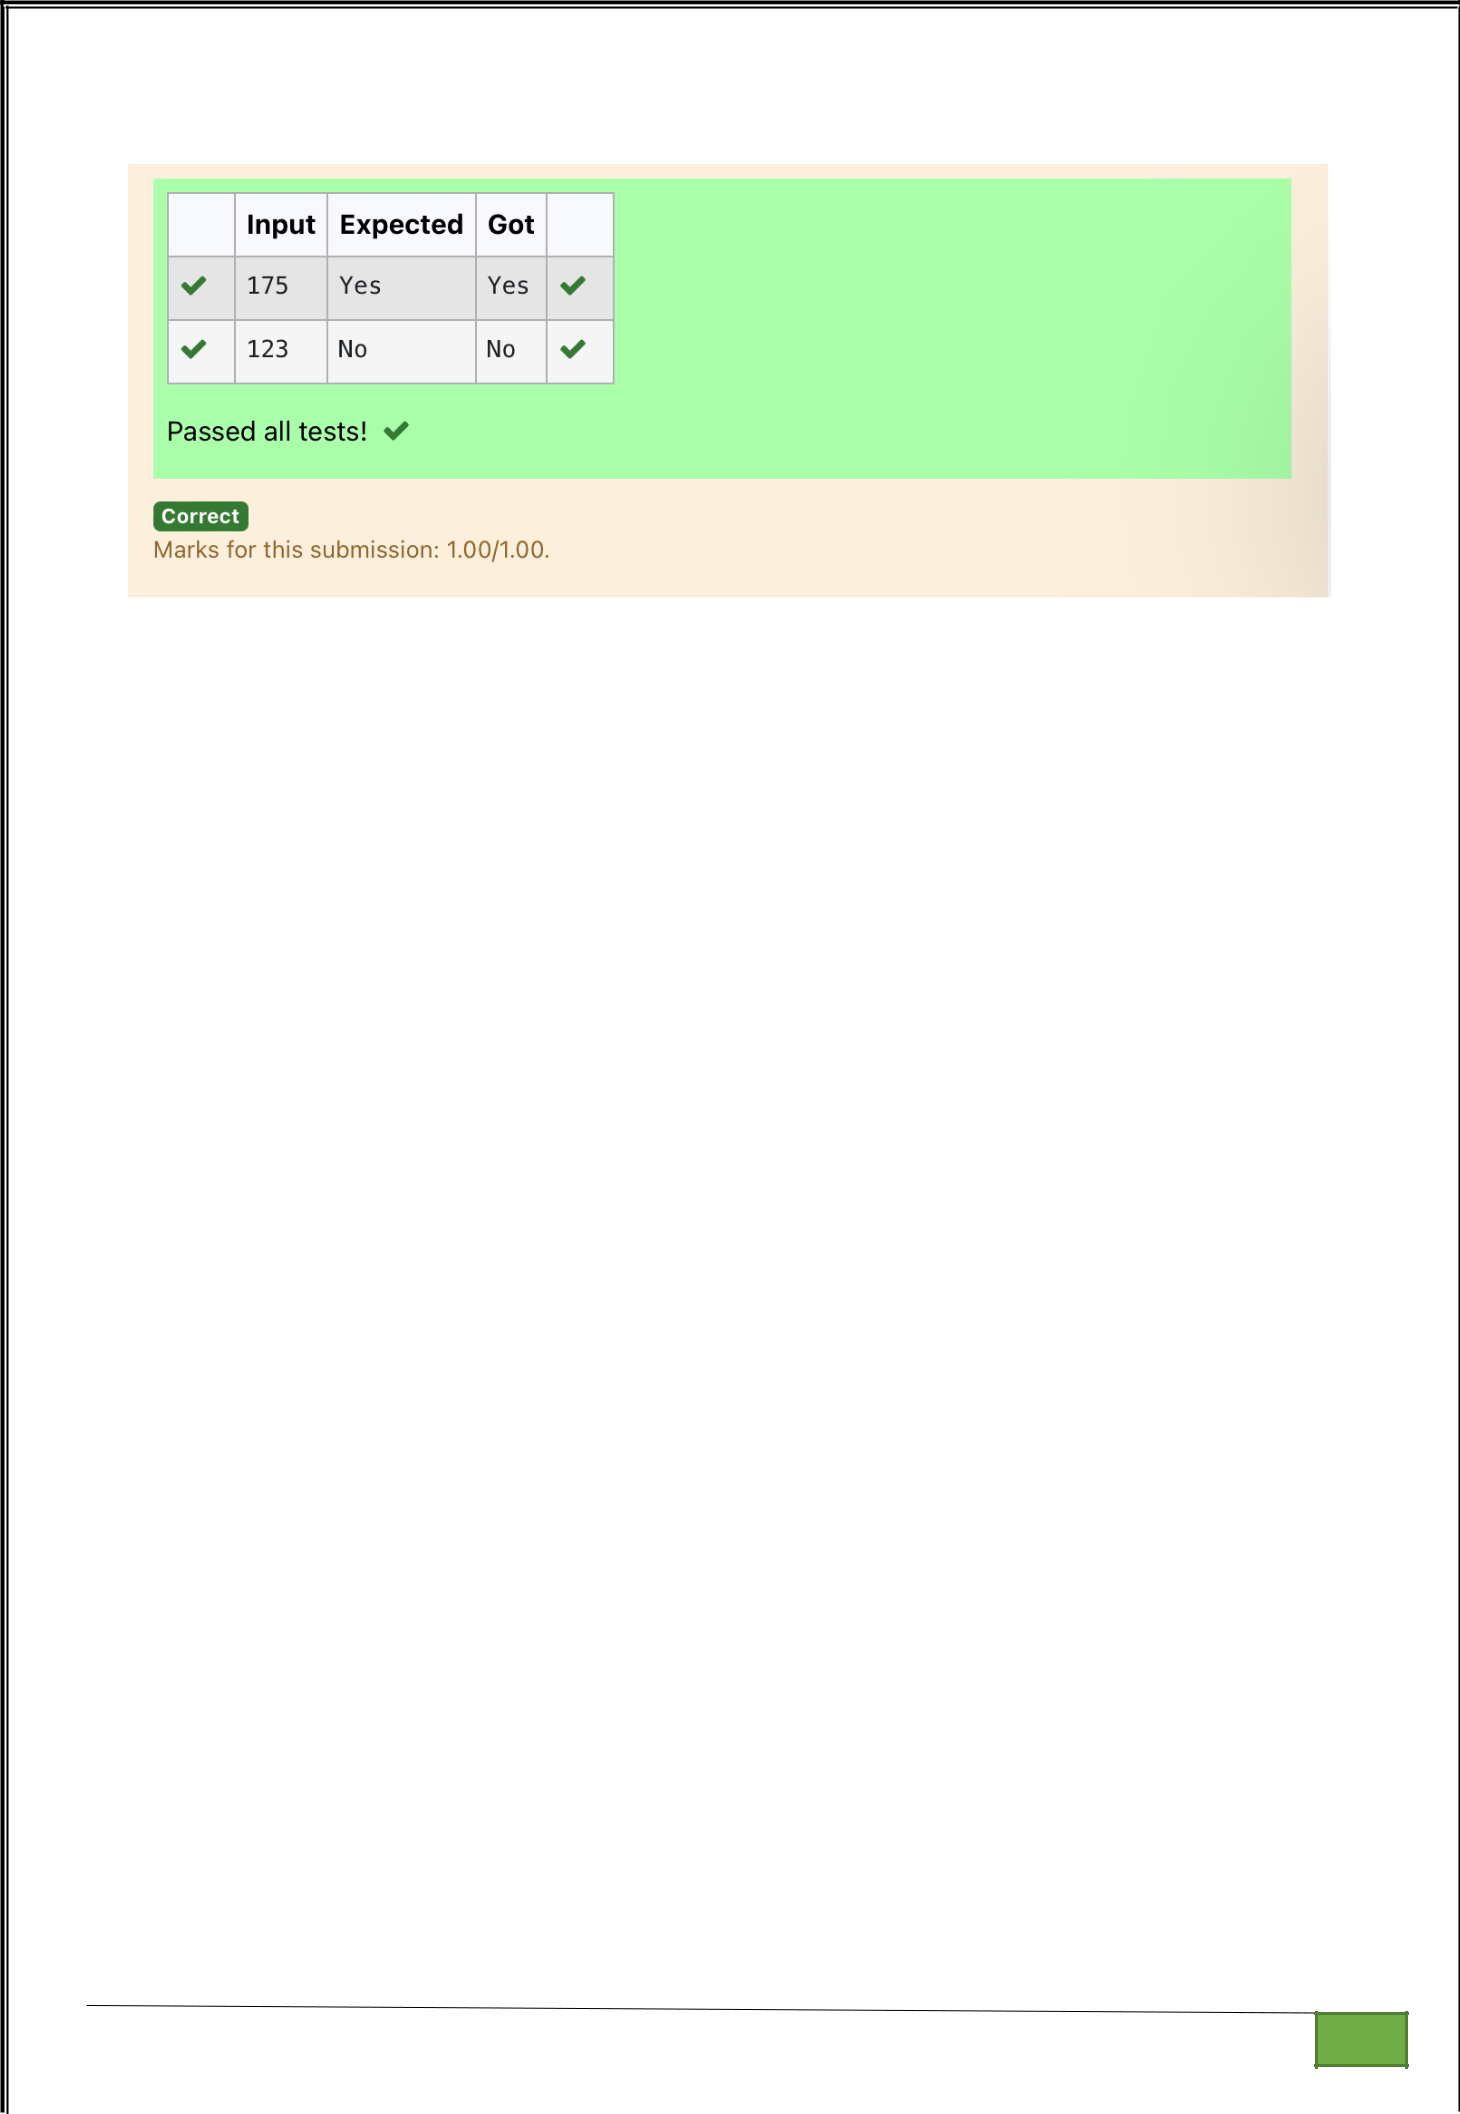 Input Expected Got
175 Yes Yes
123 No No
Passed all tests!
Correct
Marks for this submission: 1.00/1.00.